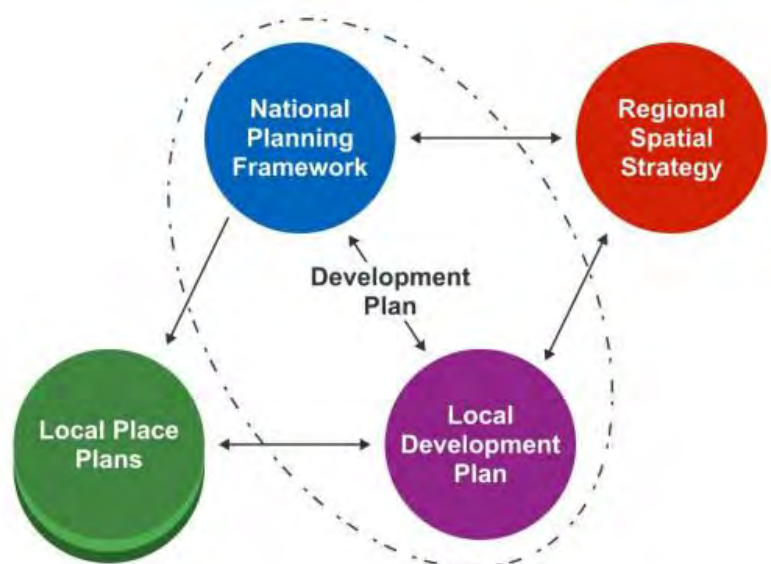 National
Planning
Framework
Regional
Spatial
Strategy
Development
Plan
Local Place
Plans
Local
Development
Plan